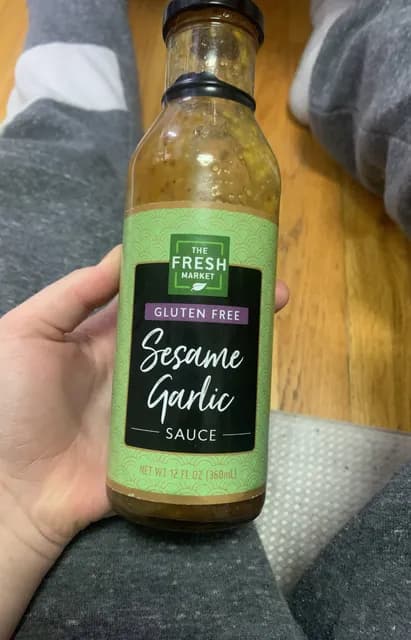 THE
FRESH
MARKET
GLUTEN FREE
Sesame
Garlic
SAUCE
NET WT 12 FL OZ (360mL)